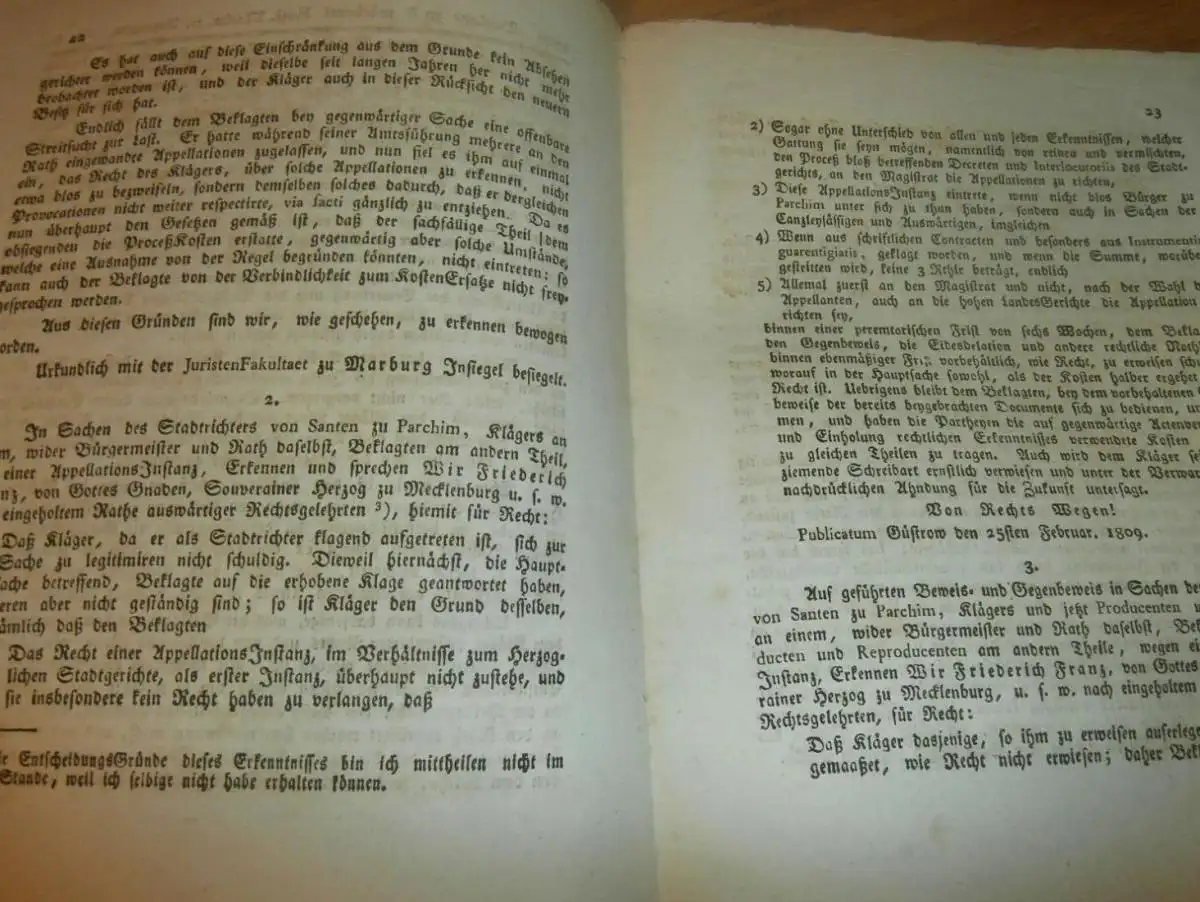 22
Es hat auch auf diese Einschränkung aus dem Grunde kein Absehen
gerichtet werden können, weil dieselbe seit langen Jahren her nicht mehr
beobachtet worden ist, und der Kläger auch in dieser Rücksicht den neuern
Besitz für sich hat.
Endlich fällt dem Beklagten bey gegenwärtiger Sache eine offenbare
Streitsucht zur Last. Er hatte während seiner Amtsführung mehrere an den
Rath eingewandte Appellationen zugelassen, und nun fiel es ihm auf einmal
ein, das Recht des Klägers, über solche Appellationen zu erkennen, nicht
etwa blos zu bezweifeln, sondern demselben solches dadurch, daß er dergleichen
Provocationen nicht weiter respectirte, via facti gänzlich zu entziehen. Da es
nun überhaupt den Gesetzen gemäß ist, daß der sachfällige Theil dem
obsiegenden die ProceßKosten erstatte, gegenwärtig aber solche Umstände,
welche eine Ausnahme von der Regel begründen könnten, nicht eintreten; so
kann auch der Beklagte von der Verbindlichkeit zum KostenErsatze nicht frey-
gesprochen werden.
Aus diesen Gründen sind wir, wie geschehen, zu erkennen bewogen
orden.
Urkundlich mit der JuristenFakultaet zu Marburg Insiegel besiegelt.
2.
In Sachen des Stadtrichters von Santen zu Parchim, Klägers an
m, wider Bürgermeister und Rath daselbst, Beklagten am andern Theil,
einer AppellationsInstanz, Erkennen und sprechen Wir Friederich
nz, von Gottes Gnaden, Souverainer Herzog zu Mecklenburg u. s. w.
eingeholtem Rathe auswärtiger Rechtsgelehrten ³), hiemit für Recht:
Daß Kläger, da er als Stadtrichter klagend aufgetreten ist, sich zur
Sache zu legitimiren nicht schuldig. Dieweil hiernächst, die Haupt-
ache betreffend, Beklagte auf die erhobene Klage geantwortet haben,
eren aber nicht geständig sind; so ist Kläger den Grund desselben,
ämlich daß den Beklagten
Das Recht einer AppellationsInstanz, im Verhältnisse zum Herzog-
lichen Stadtgerichte, als erster Instanz, überhaupt nicht zustehe, und
sie insbesondere kein Recht haben zu verlangen, daß
ie EntscheidungsGründe dieses Erkenntnisses bin ich mittheilen nicht im
Stande, weil ich selbige nicht habe erhalten können.
23
2) Sogar ohne Unterschied von allen und jeden Erkenntnissen, welcher
Gattung sie seyn mögen, namentlich von reinen und vermischten,
den Proceß bloß betreffenden Decreten und Interlocutoriis des Stadt-
gerichts, an den Magistrat die Appellationen zu richten,
3) Diese AppellationsInstanz eintrete, wenn nicht blos Bürger zu
Parchim unter sich zu thun haben, sondern auch in Sachen der
Canzleysässigen und Auswärtigen, imgleichen
4) Wenn aus schriftlichen Contracten und besonders aus Instrumenti
guarentigiatis, geklagt worden, und wenn die Summe, worüber
gestritten wird, keine 3 Rthlr beträgt, endlich
5) Allemal zuerst an den Magistrat und nicht, nach der Wahl d
Appellanten, auch an die hohen LandesGerichte die Appellation
richten sey,
binnen einer peremtorischen Frist von sechs Wochen, dem Bekla
den Gegenbeweis, die Eidesdelation und andere rechtliche Noth
binnen ebenmäßiger Frist vorbehältlich, wie Recht, zu erweisen schu
worauf in der Hauptsache sowohl, als der Kosten halber ergehet
Recht ist. Uebrigens bleibt dem Beklagten, bey dem vorbehaltenen
beweise der bereits beygebrachten Documente sich zu bedienen, un
men, und haben die Partheyen die auf gegenwärtige Actenver
und Einholung rechtlichen Erkenntnisses verwendete Kosten
zu gleichen Theilen zu tragen. Auch wird dem Kläger se
ziemende Schreibart ernstlich verwiesen und unter der Verwar
nachdrücklichen Ahndung für die Zukunft untersagt.
Von Rechts Wegen!
Publicatum Güstrow den 25sten Februar. 1809.
3.
Auf geführten Beweis- und Gegenbeweis in Sachen de
von Santen zu Parchim, Klägers und jetzt Producenten u
an einem, wider Bürgermeister und Rath daselbst, Bek
ducten und Reproducenten am andern Theile, wegen ei
Instanz, Erkennen Wir Friederich Franz, von Gottes
rainer Herzog zu Mecklenburg, u. s. w. nach eingeholtem
Rechtsgelehrten, für Recht:
Daß Kläger dasjenige, so ihm zu erweisen auferlege
gemaaßet, wie Recht nicht erwiesen; daher Bekl